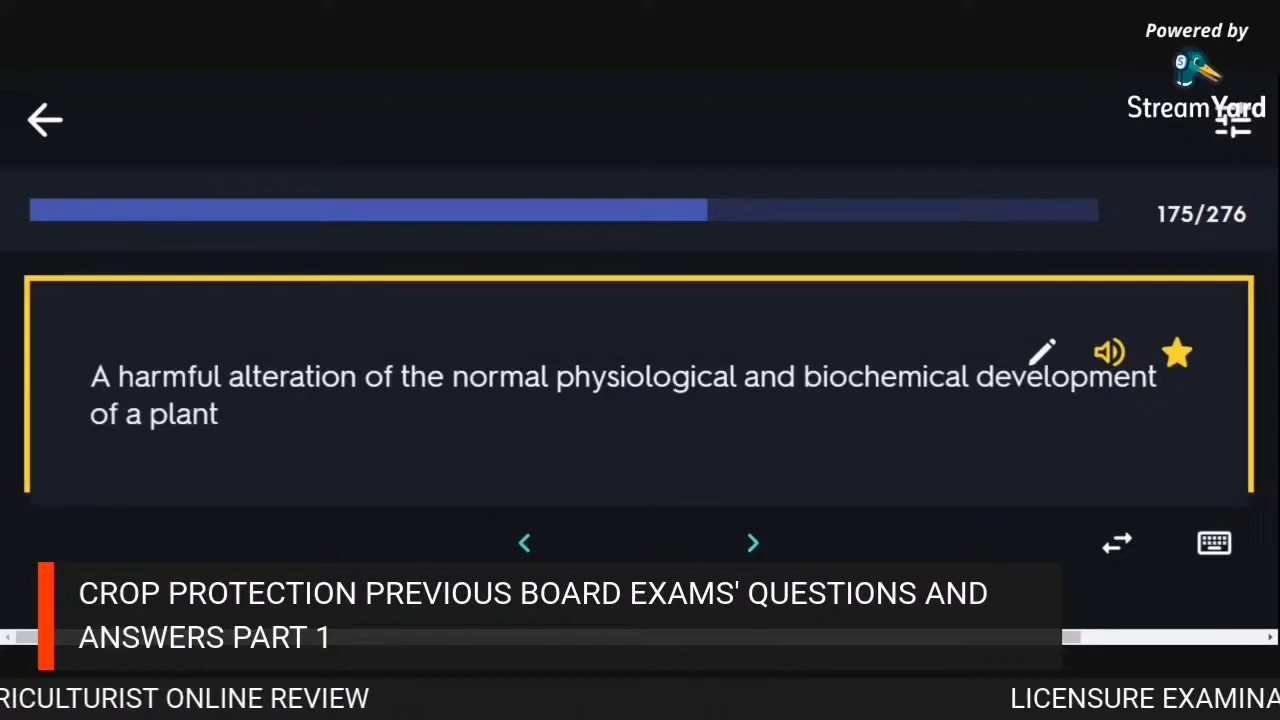 Powered by
StreamYard
175/276
A harmful alteration of the normal physiological and biochemical development
of a plant
CROP PROTECTION PREVIOUS BOARD EXAMS' QUESTIONS AND
ANSWERS PART 1
RICULTURIST ONLINE REVIEW
LICENSURE EXAMINA